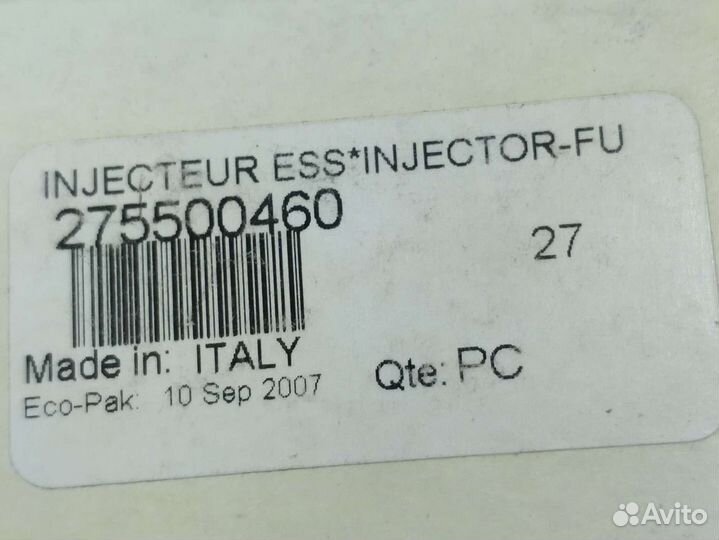 INJECTEUR ESS*INJECTOR-FU
275500460
27
Made in: ITALY
Qte: PC
Eco-Pak: 10 Sep 2007
Avito